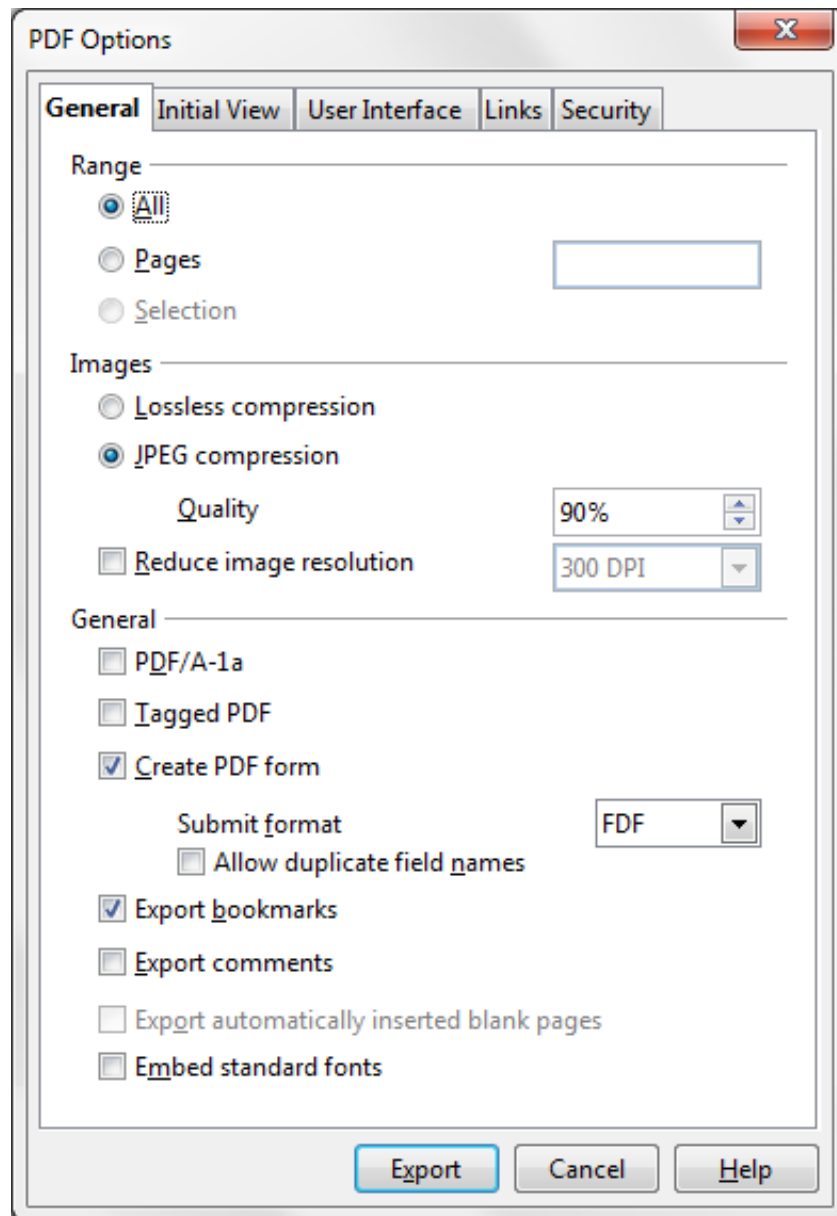 PDF Options
General Initial View User Interface Links Security
Range
All
Pages
Selection
Images
Lossless compression
JPEG compression
Quality 90%
Reduce image resolution 300 DPI
General
PDF/A-1a
Tagged PDF
Create PDF form
Submit format FDF
Allow duplicate field names
Export bookmarks
Export comments
Export automatically inserted blank pages
Embed standard fonts
Export Cancel Help